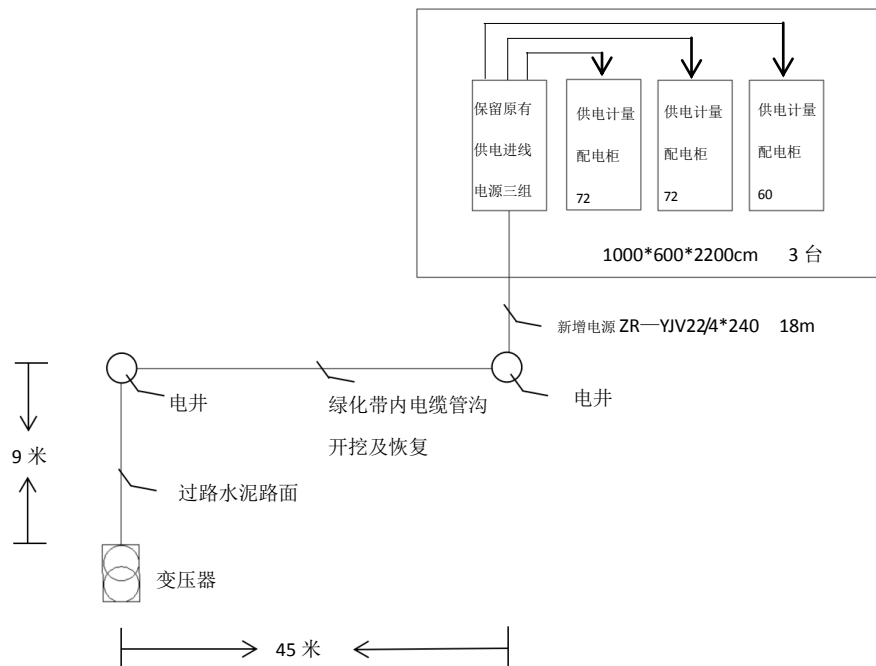 保留原有
供电进线
电源三组
供电计量
配电柜
72
供电计量
配电柜
72
供电计量
配电柜
60
1000*600*2200cm 3 台
新增电源 ZR—YJV22/4*240 18m
电井
绿化带内电缆管沟
开挖及恢复
电井
9 米
过路水泥路面
变压器
45 米